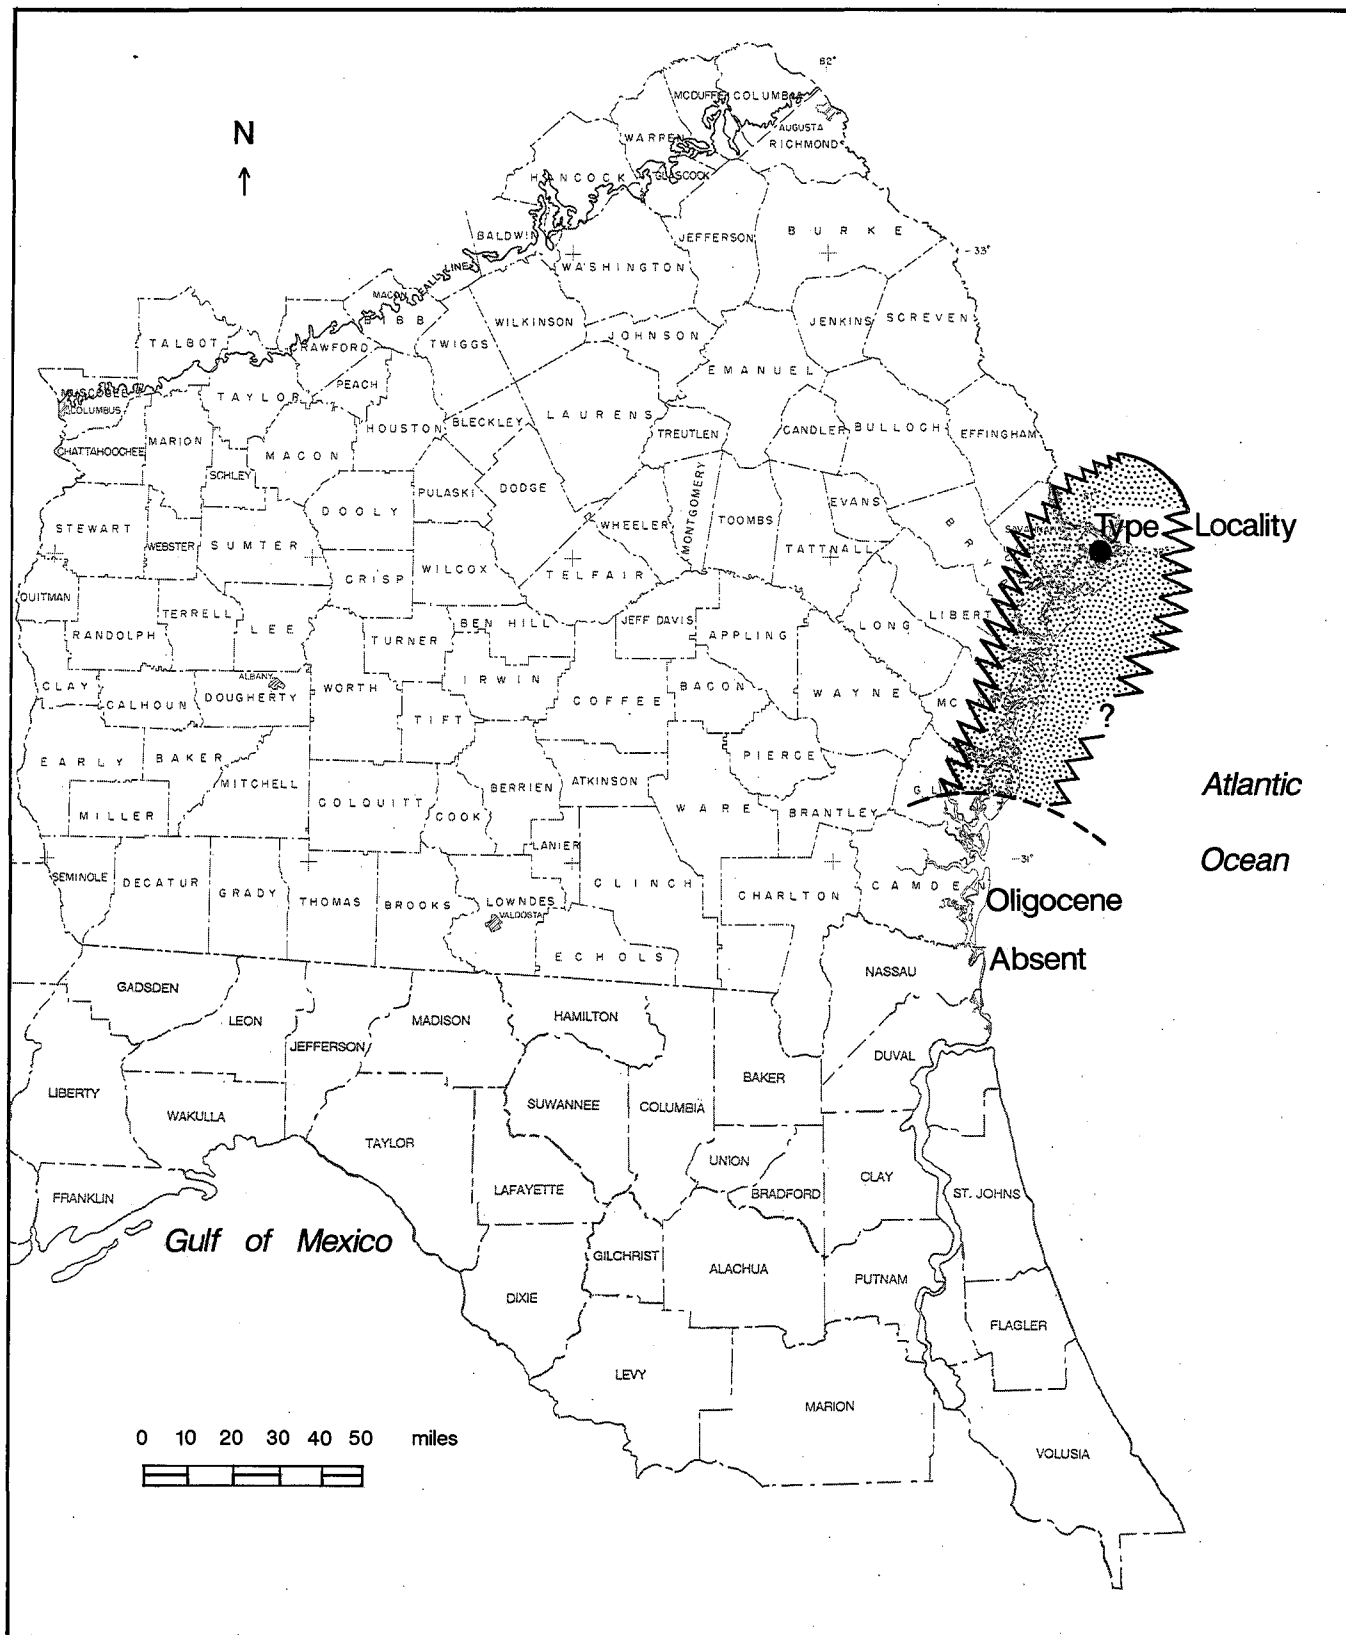 82°
MCDUFFIE COLUMBIA
N
AUGUSTA
WARREN
RICHMOND
HANCOCK
GLASCOCK
BURKE
BALDWIN
JEFFERSON
-33°
FALL LINE
WASHINGTON
MACON
BIBB
WILKINSON
JENKINS
SCREVEN
TALBOT
CRAWFORD
TWIGGS
JOHNSON
EMANUEL
PEACH
MUSCOGEE
TAYLOR
COLUMBUS
LAURENS
HOUSTON
BLECKLEY
TREUTLEN
CANDLER
BULLOCH
EFFINGHAM
MARION
CHATTAHOOCHEE
MACON
SCHLEY
PULASKI
DODGE
MONTGOMERY
EVANS
DOOLY
WHEELER
TOOMBS
STEWART
SAVANNAH
Type Locality
WEBSTER
SUMTER
TATTNALL
WILCOX
TELFAIR
CRISP
QUITMAN
TERRELL
LEE
BEN HILL
JEFF DAVIS
LONG
LIBERT
RANDOLPH
TURNER
APPLING
ALBANY
CLAY
CALHOUN
DOUGHERTY
WORTH
IRWIN
COFFEE
BACON
WAYNE
MC
TIFT
?
EARLY
BAKER
MITCHELL
PIERCE
BERRIEN
ATKINSON
Atlantic
MILLER
COLQUITT
COOK
WARE
BRANTLEY
GL
LANIER
Ocean
-31°
SEMINOLE
DECATUR
GRADY
THOMAS
BROOKS
LOWNDES
CLINCH
CHARLTON
CAMDEN
Oligocene
VALDOSTA
ECHOLS
Absent
NASSAU
GADSDEN
LEON
MADISON
HAMILTON
JEFFERSON
DUVAL
BAKER
LIBERTY
SUWANNEE
COLUMBIA
WAKULLA
TAYLOR
UNION
CLAY
LAFAYETTE
BRADFORD
ST. JOHNS
FRANKLIN
Gulf of Mexico
GILCHRIST
ALACHUA
PUTNAM
DIXIE
FLAGLER
LEVY
MARION
0 10 20 30 40 50 miles
VOLUSIA